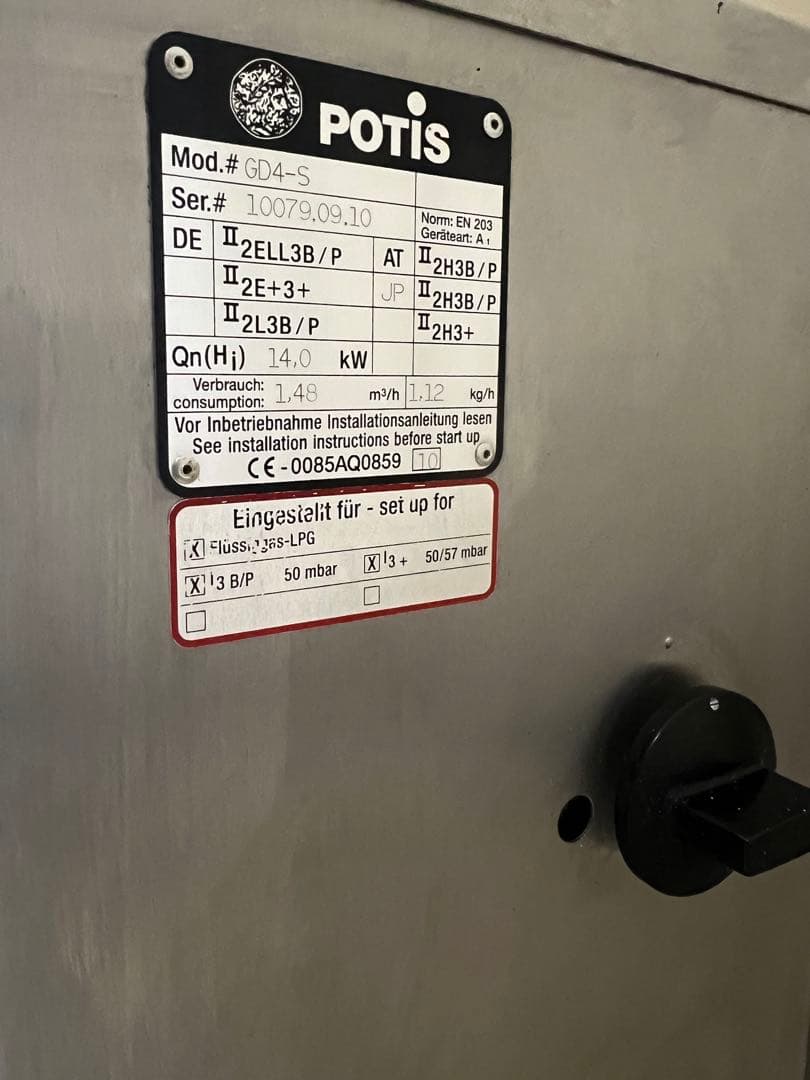 POTIS
Mod.# GD4-S
Ser.# 10079.09.10
Norm: EN 203
Geräteart: A1
DE II2ELL3B/P AT II2H3B/P
II2E+3+ JP II2H3B/P
II2L3B/P II2H3+
Qn(Hi) 14,0 kW
Verbrauch:
consumption: 1,48 m³/h 1,12 kg/h
Vor Inbetriebnahme Installationsanleitung lesen
See installation instructions before start up
CE-0085AQ0859 10
Eingestellt für - set up for
X Flüssiggas-LPG
X I3 B/P 50 mbar X I3+ 50/57 mbar